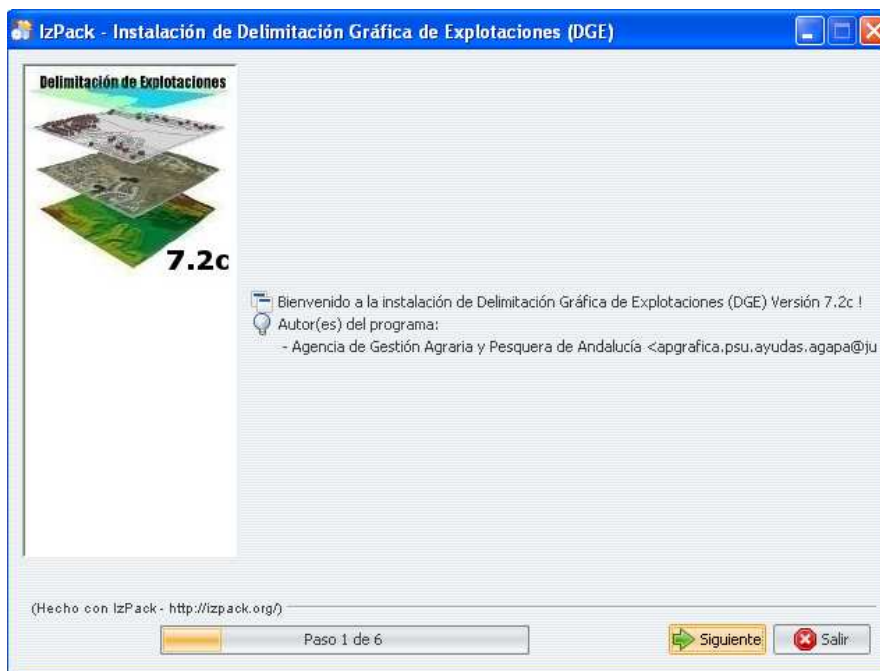 IzPack - Instalación de Delimitación Gráfica de Explotaciones (DGE)
Delimitación de Explotaciones
7.2c
Bienvenido a la instalación de Delimitación Gráfica de Explotaciones (DGE) Versión 7.2c !
Autor(es) del programa:
- Agencia de Gestión Agraria y Pesquera de Andalucía <apgrafica.psu.ayudas.agapa@ju
(Hecho con IzPack - http://izpack.org/)
Paso 1 de 6
Siguiente
Salir